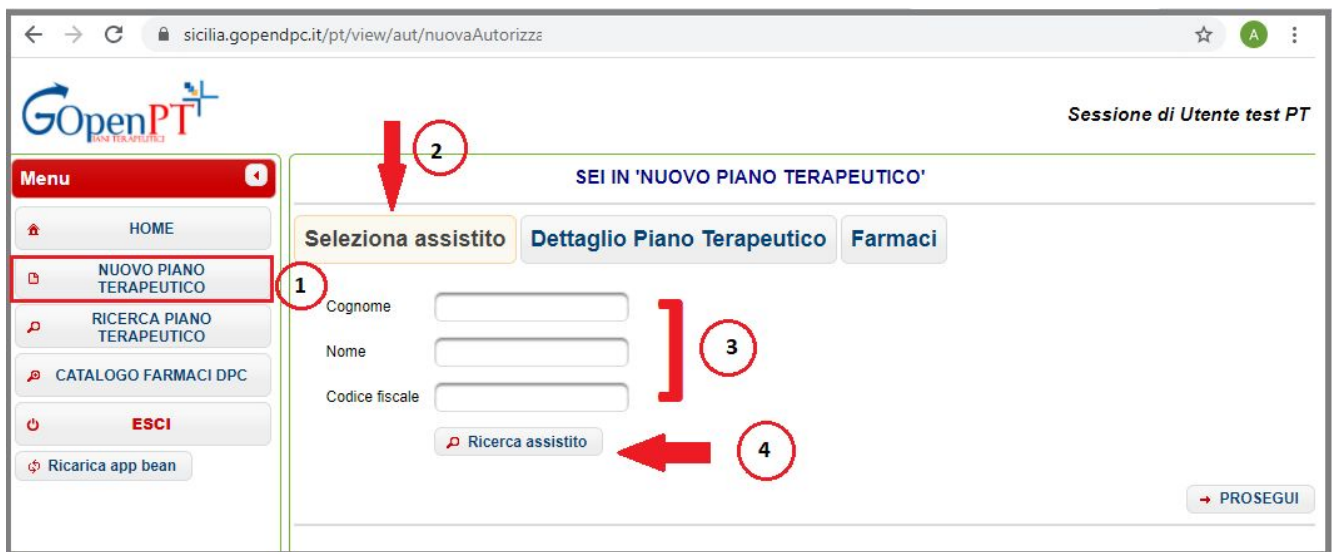 sicilia.gopendpc.it/pt/view/aut/nuovaAutorizza
A
GOpenPT
PIANI TERAPEUTICI
Sessione di Utente test PT
2
Menu
SEI IN 'NUOVO PIANO TERAPEUTICO'
HOME
Seleziona assistito
Dettaglio Piano Terapeutico
Farmaci
NUOVO PIANO
TERAPEUTICO
1
Cognome
RICERCA PIANO
TERAPEUTICO
Nome
3
CATALOGO FARMACI DPC
Codice fiscale
ESCI
Ricerca assistito
4
Ricarica app bean
PROSEGUI